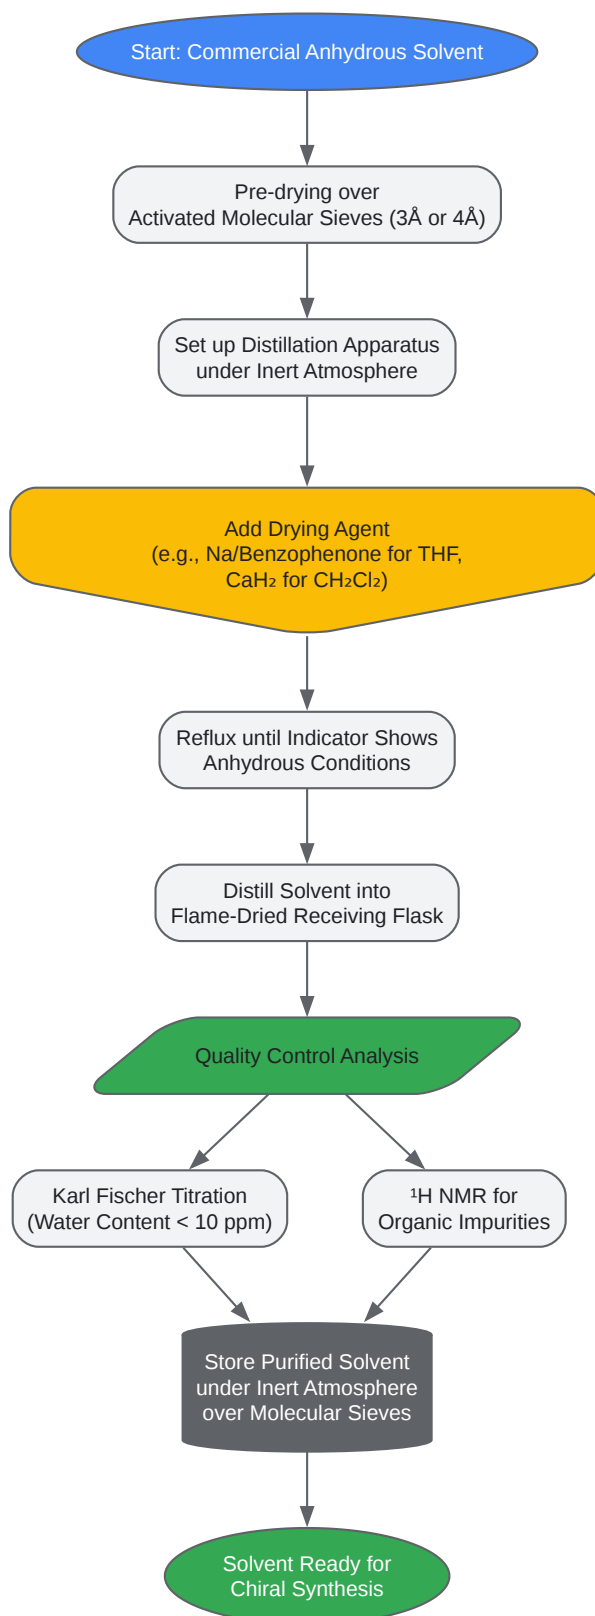 Start: Commercial Anhydrous Solvent
Pre-drying over
Activated Molecular Sieves (3Å or 4Å)
Set up Distillation Apparatus
under Inert Atmosphere
Add Drying Agent
(e.g., Na/Benzophenone for THF,
CaH₂ for CH₂Cl₂)
Reflux until Indicator Shows
Anhydrous Conditions
Distill Solvent into
Flame-Dried Receiving Flask
Quality Control Analysis
Karl Fischer Titration
(Water Content < 10 ppm)
¹H NMR for
Organic Impurities
Store Purified Solvent
under Inert Atmosphere
over Molecular Sieves
Solvent Ready for
Chiral Synthesis